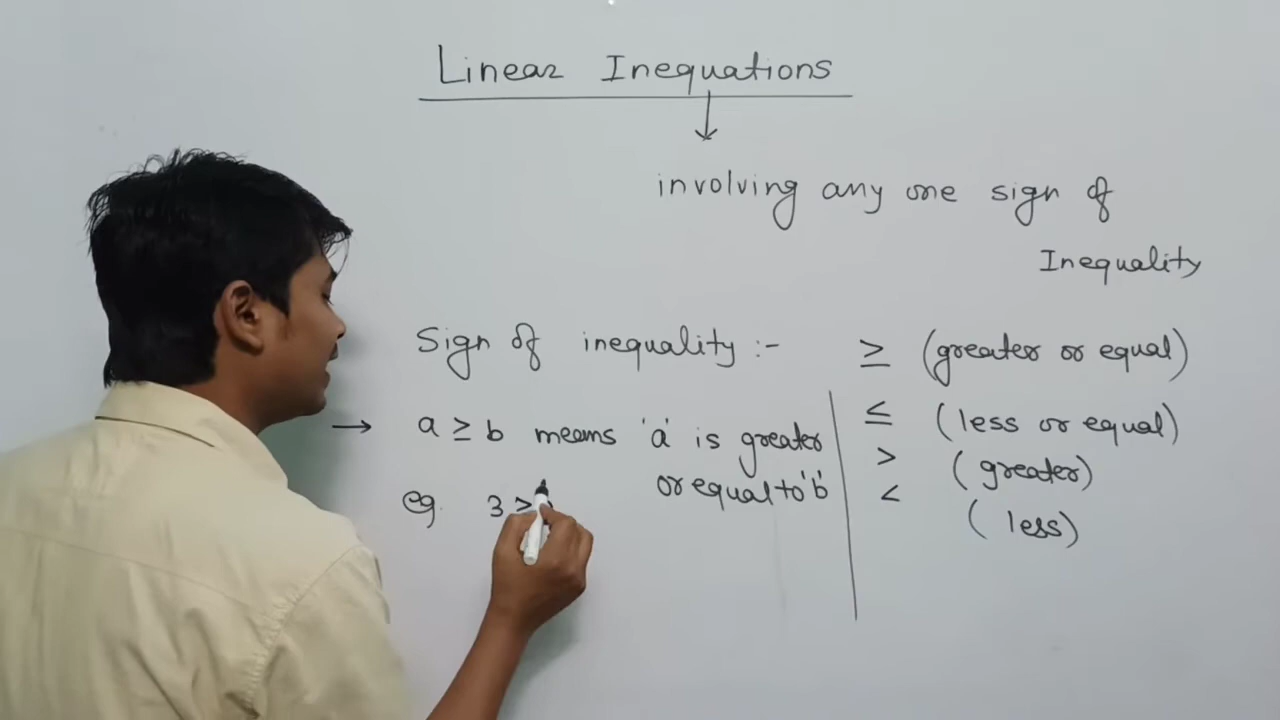 Linear Inequations
involving any one sign of
Inequality
Sign of inequality :-
≥ (greater or equal)
≤ (less or equal)
> (greater)
< (less)
→ a ≥ b means 'a' is greater
or equal to 'b'
eg. 3 >